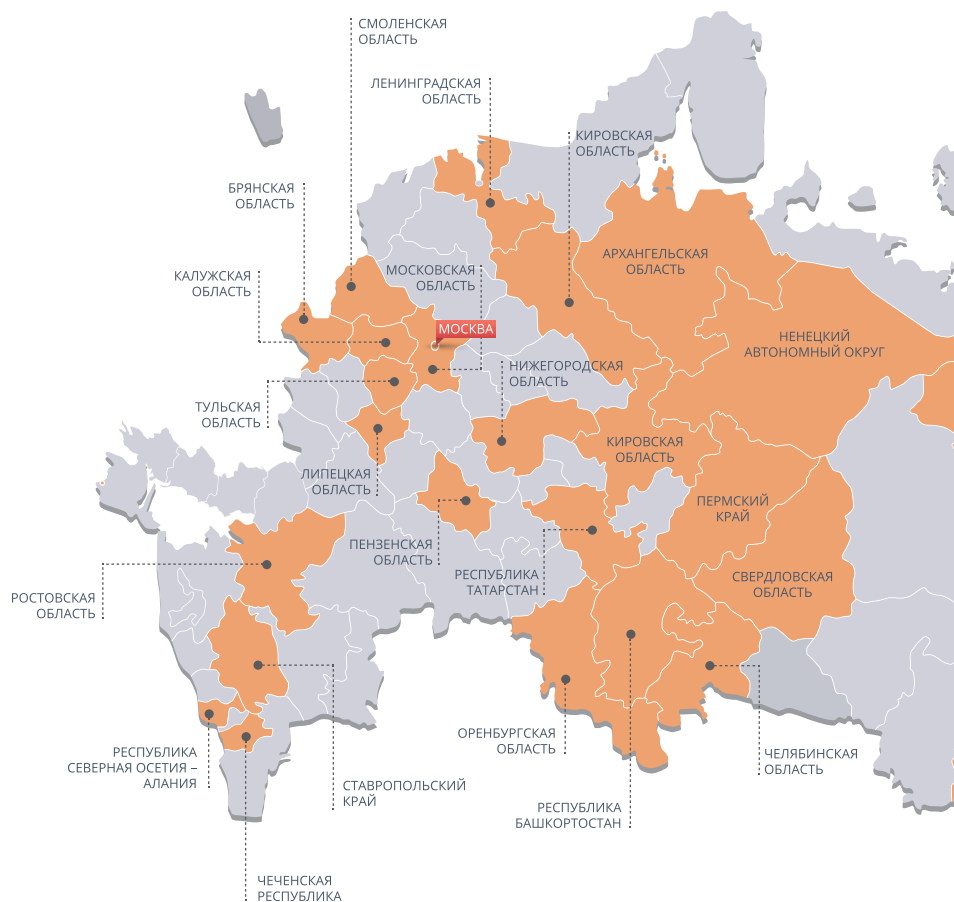 СМОЛЕНСКАЯ
ОБЛАСТЬ
ЛЕНИНГРАДСКАЯ
ОБЛАСТЬ
КИРОВСКАЯ
ОБЛАСТЬ
БРЯНСКАЯ
ОБЛАСТЬ
АРХАНГЕЛЬСКАЯ
ОБЛАСТЬ
КАЛУЖСКАЯ
ОБЛАСТЬ
МОСКОВСКАЯ
ОБЛАСТЬ
МОСКВА
НЕНЕЦКИЙ
АВТОНОМНЫЙ ОКРУГ
НИЖЕГОРОДСКАЯ
ОБЛАСТЬ
ТУЛЬСКАЯ
ОБЛАСТЬ
КИРОВСКАЯ
ОБЛАСТЬ
ЛИПЕЦКАЯ
ОБЛАСТЬ
ПЕРМСКИЙ
КРАЙ
ПЕНЗЕНСКАЯ
ОБЛАСТЬ
РЕСПУБЛИКА
ТАТАРСТАН
СВЕРДЛОВСКАЯ
ОБЛАСТЬ
РОСТОВСКАЯ
ОБЛАСТЬ
ОРЕНБУРГСКАЯ
ОБЛАСТЬ
ЧЕЛЯБИНСКАЯ
ОБЛАСТЬ
РЕСПУБЛИКА
СЕВЕРНАЯ ОСЕТИЯ –
АЛАНИЯ
СТАВРОПОЛЬСКИЙ
КРАЙ
РЕСПУБЛИКА
БАШКОРТОСТАН
ЧЕЧЕНСКАЯ
РЕСПУБЛИКА